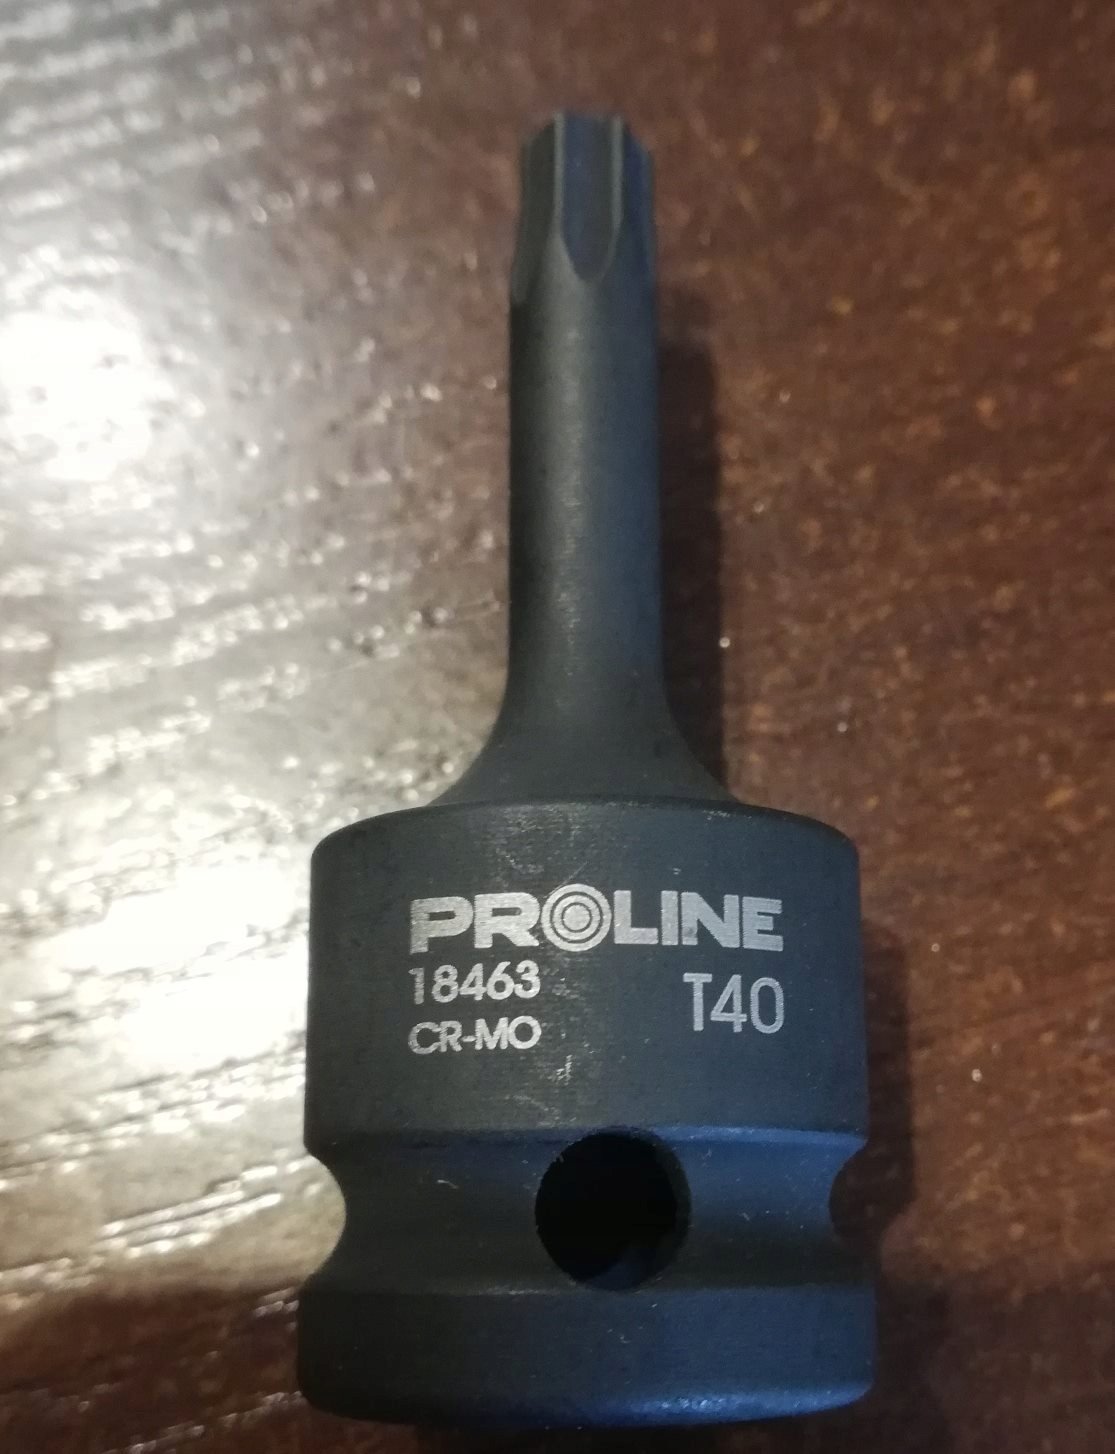 PROLINE
18463
T40
CR-MO